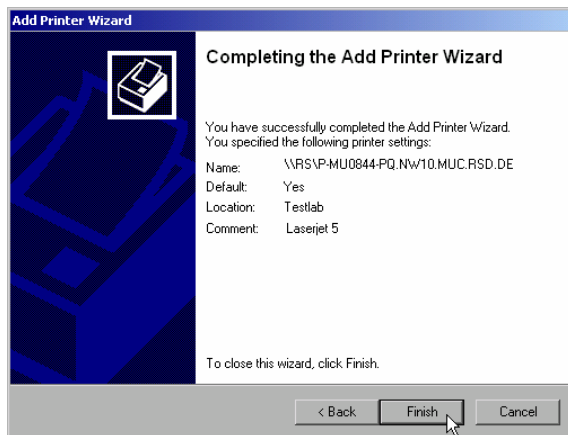 Add Printer Wizard
Completing the Add Printer Wizard
You have successfully completed the Add Printer Wizard.
You specified the following printer settings:
Name: \\RS\P-MU0844-PQ.NW10.MUC.RSD.DE
Default: Yes
Location: Testlab
Comment: Laserjet 5
To close this wizard, click Finish.
< Back Finish Cancel